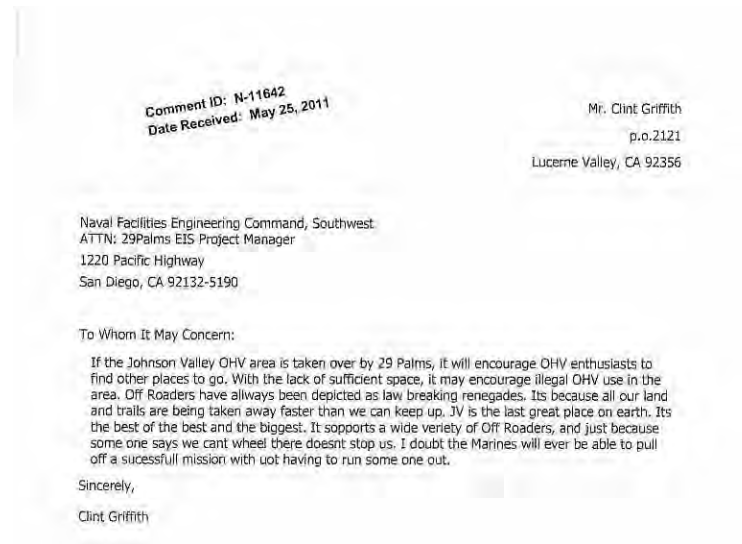 Comment ID: N-11642
Date Received: May 25, 2011
Mr. Clint Griffith
p.o.2121
Lucerne Valley, CA 92356
Naval Facilities Engineering Command, Southwest
ATTN: 29Palms EIS Project Manager
1220 Pacific Highway
San Diego, CA 92132-5190
To Whom It May Concern:
If the Johnson Valley OHV area is taken over by 29 Palms, it will encourage OHV enthusiasts to
find other places to go. With the lack of sufficient space, it may encourage illegal OHV use in the
area. Off Roaders have allways been depicted as law breaking renegades. Its because all our land
and trails are being taken away faster than we can keep up. JV is the last great place on earth. Its
the best of the best and the biggest. It sopports a wide veriety of Off Roaders, and just because
some one says we cant wheel there doesnt stop us. I doubt the Marines will ever be able to pull
off a sucessfull mission with uot having to run some one out.
Sincerely,
Clint Griffith